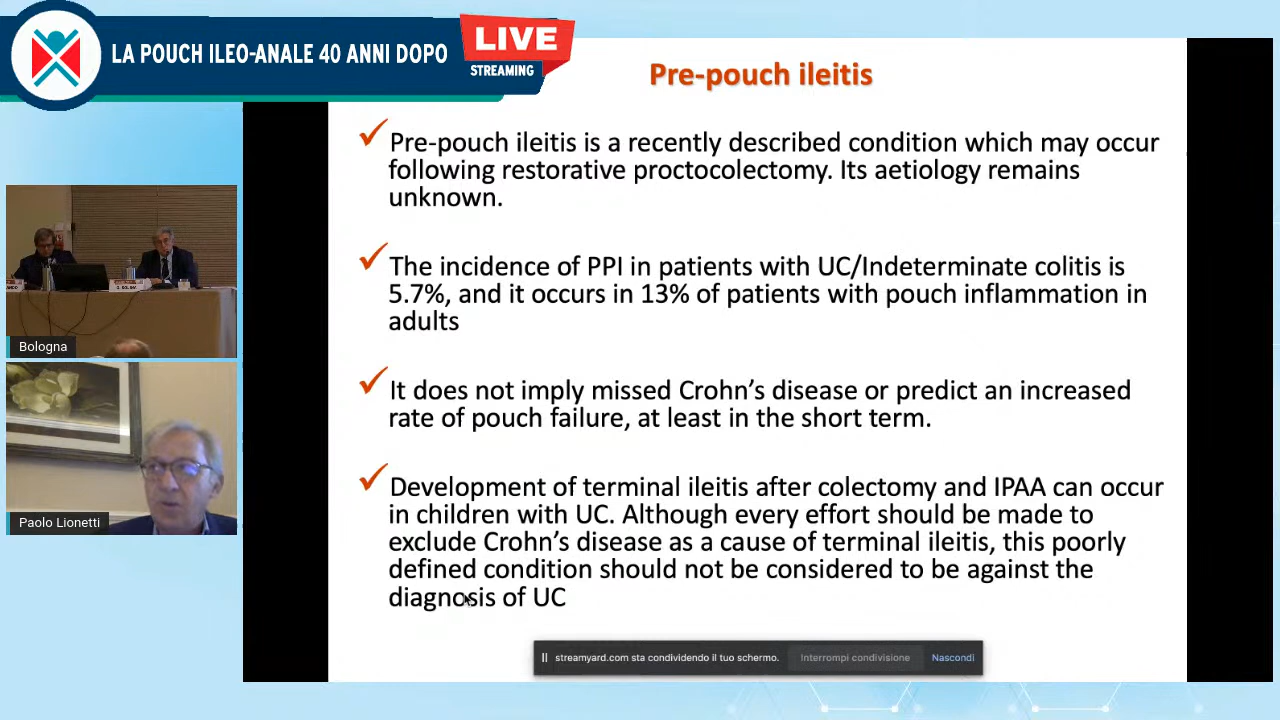 LA POUCH ILEO-ANALE 40 ANNI DOPO
LIVE
STREAMING
Pre-pouch ileitis
Pre-pouch ileitis is a recently described condition which may occur
following restorative proctocolectomy. Its aetiology remains
unknown.
The incidence of PPI in patients with UC/Indeterminate colitis is
5.7%, and it occurs in 13% of patients with pouch inflammation in
adults
It does not imply missed Crohn’s disease or predict an increased
rate of pouch failure, at least in the short term.
Development of terminal ileitis after colectomy and IPAA can occur
in children with UC. Although every effort should be made to
exclude Crohn’s disease as a cause of terminal ileitis, this poorly
defined condition should not be considered to be against the
diagnosis of UC
Bologna
Paolo Lionetti
streamyard.com sta condividendo il tuo schermo.
Interrompi condivisione
Nascondi